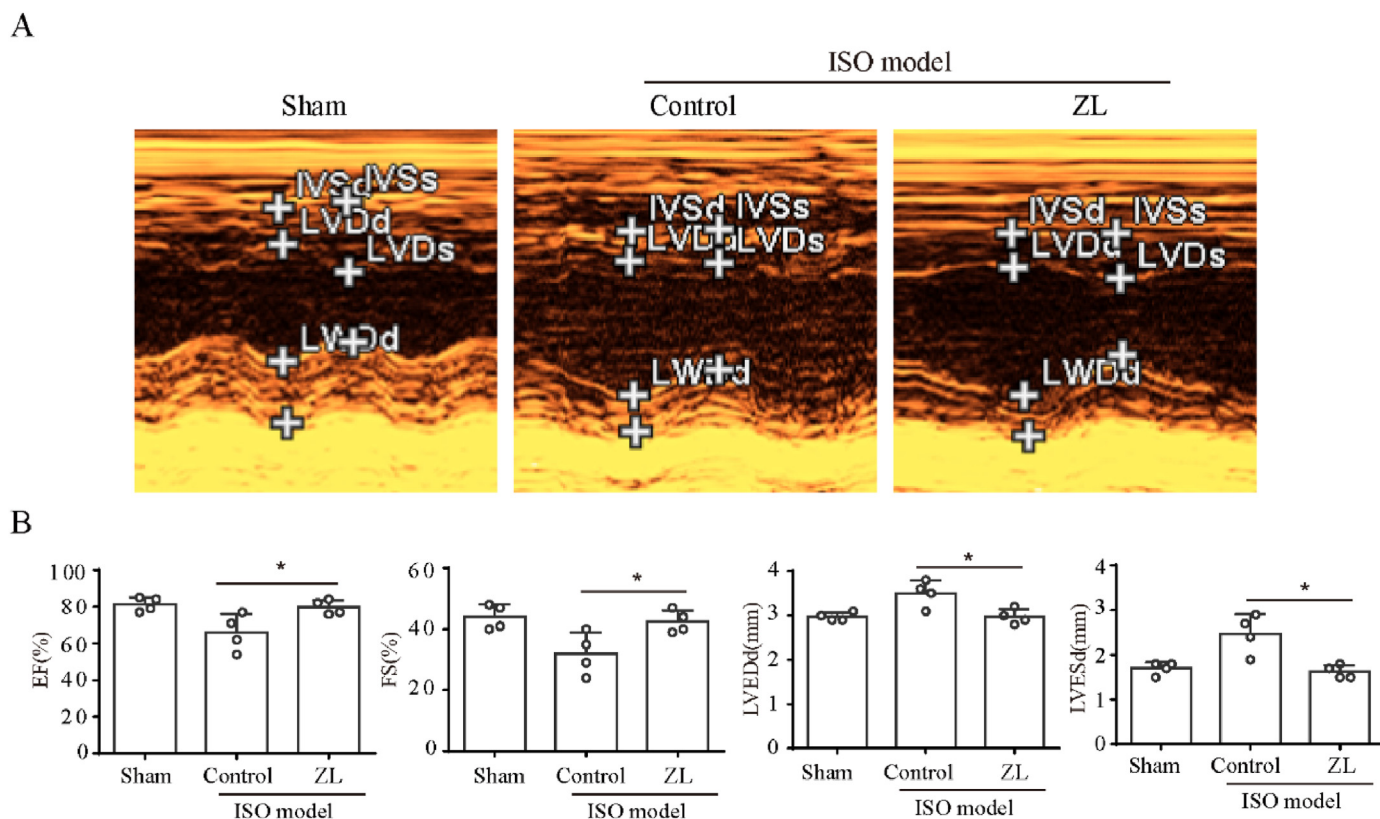 A
ISO model
Sham
Control
ZL
IVSd
IVSs
LVDd
LVDs
LWDd
IVSd
IVSs
LVDd
LVDs
LWDd
IVSd
IVSs
LVDd
LVDs
LWDd
B
EF(%)
100
80
60
40
20
0
Sham
Control
ZL
ISO model
*
FS(%)
60
40
20
0
Sham
Control
ZL
ISO model
*
LVEDd(mm)
4
3
2
1
0
Sham
Control
ZL
ISO model
*
LVESd(mm)
4
3
2
1
0
Sham
Control
ZL
ISO model
*